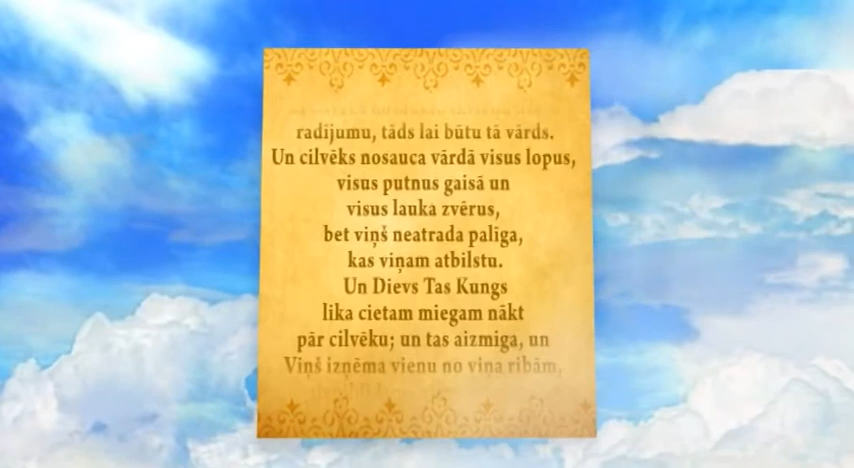 radījumu, tāds lai būtu tā vārds.
Un cilvēks nosauca vārdā visus lopus,
visus putnus gaisā un
visus lauka zvērus,
bet viņš neatrada palīga,
kas viņam atbilstu.
Un Dievs Tas Kungs
lika cietam miegam nākt
pār cilvēku; un tas aizmiga, un
Viņš izņēma vienu no viņa ribām,